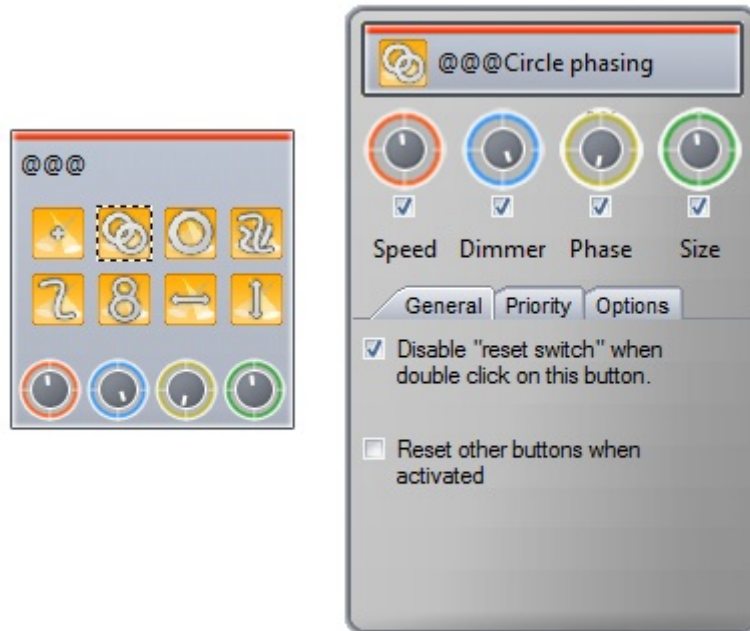 @@@
@@@Circle phasing
Speed Dimmer Phase Size
General Priority Options
Disable "reset switch" when
double click on this button.
Reset other buttons when
activated